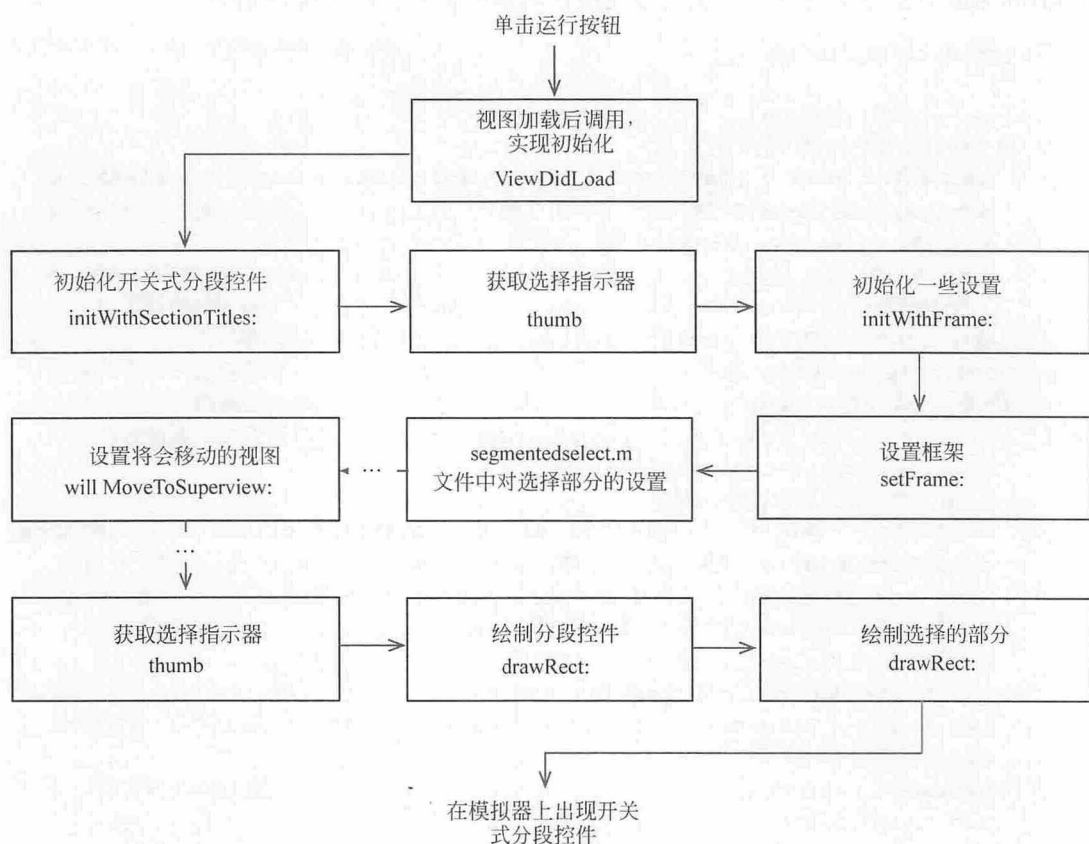 单击运行按钮
视图加载后调用，
实现初始化
ViewDidLoad
初始化开关式分段控件
initWithSectionTitles:
获取选择指示器
thumb
初始化一些设置
initWithFrame:
设置框架
setFrame:
segmentedselect.m
文件中对选择部分的设置
...
设置将会移动的视图
will MoveToSuperview:
...
获取选择指示器
thumb
绘制分段控件
drawRect:
绘制选择的部分
drawRect:
在模拟器上出现开关
式分段控件